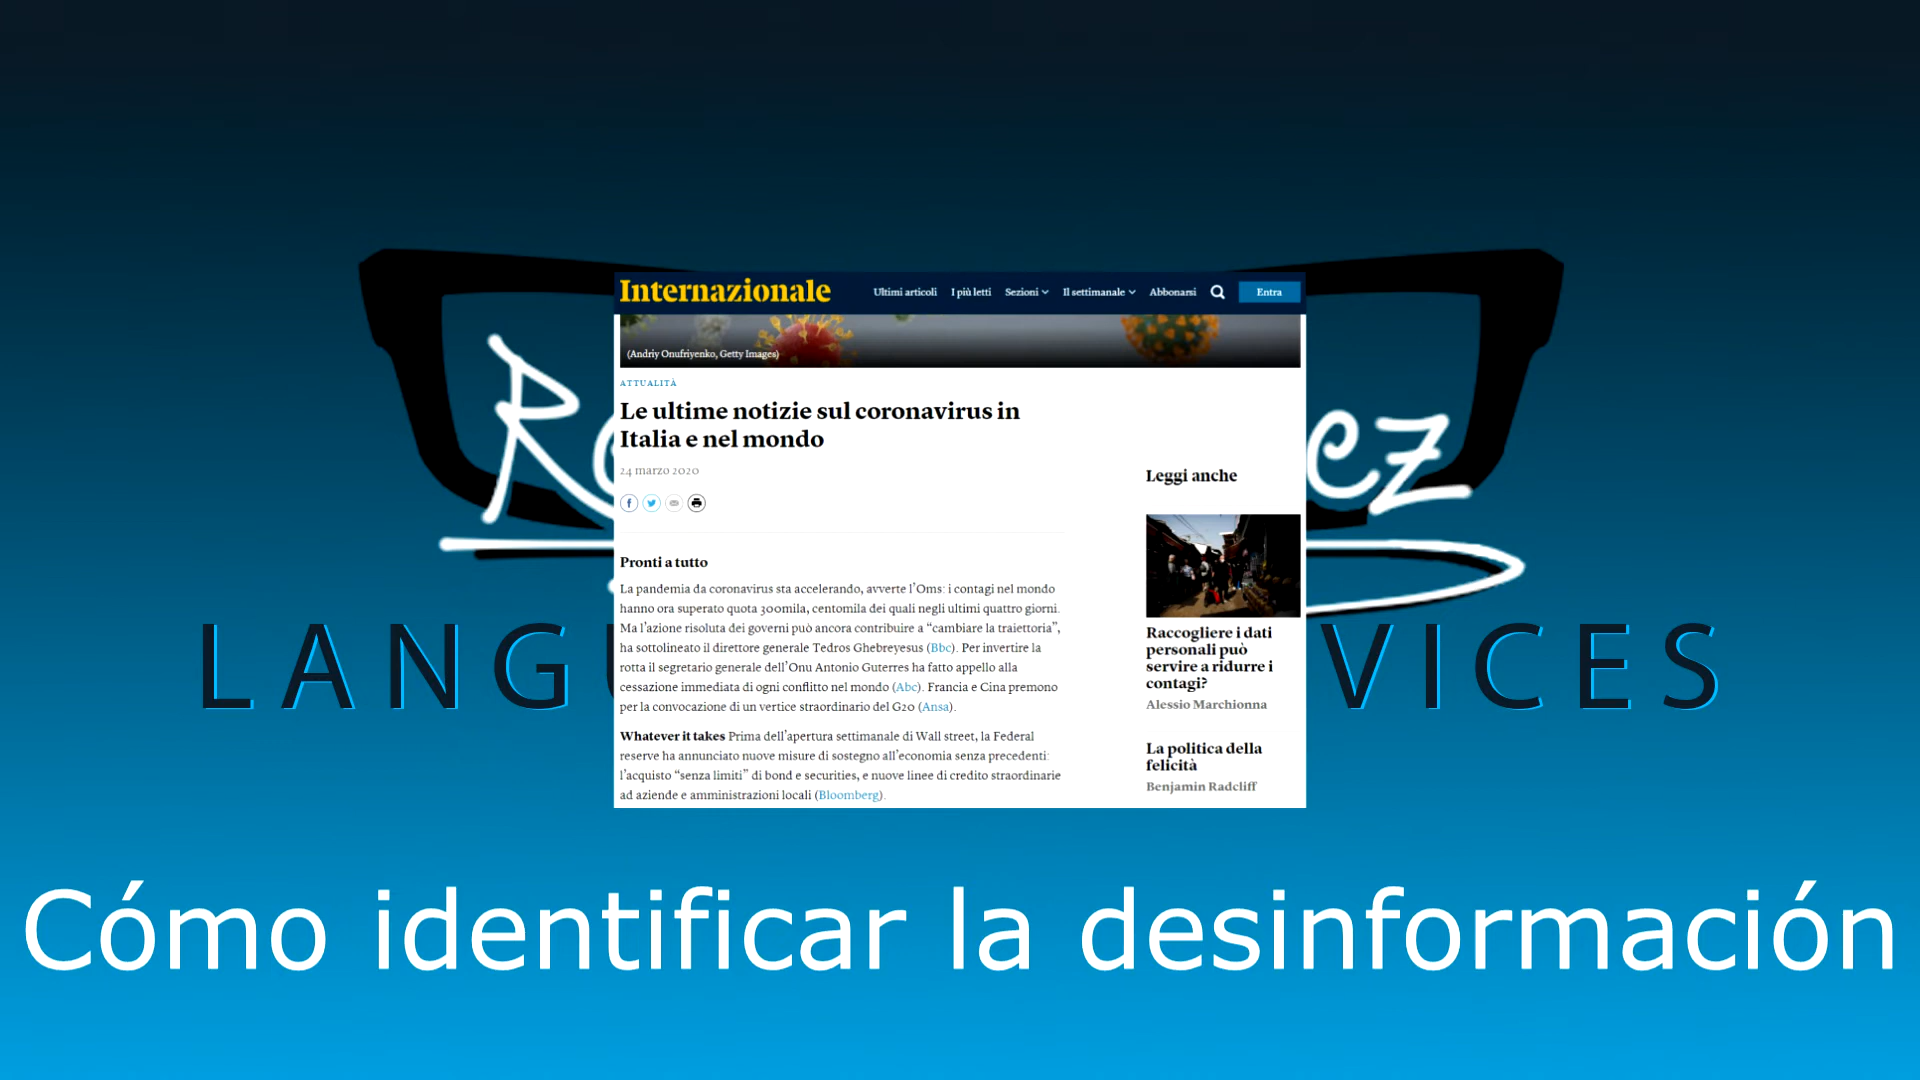 Internazionale
Ultimi articoli I più letti Sezioni Il settimanale Abbonarsi Entra
(Andriy Onufriyenko, Getty Images)
ATTUALITÀ
Le ultime notizie sul coronavirus in
Italia e nel mondo
24 marzo 2020
Pronti a tutto
La pandemia da coronavirus sta accelerando, avverte l’Oms: i contagi nel mondo
hanno ora superato quota 300mila, centomila dei quali negli ultimi quattro giorni.
Ma l’azione risoluta dei governi può ancora contribuire a “cambiare la traiettoria”,
ha sottolineato il direttore generale Tedros Ghebreyesus (Bbc). Per invertire la
rotta il segretario generale dell’Onu Antonio Guterres ha fatto appello alla
cessazione immediata di ogni conflitto nel mondo (Abc). Francia e Cina premono
per la convocazione di un vertice straordinario del G20 (Ansa).
Whatever it takes Prima dell’apertura settimanale di Wall street, la Federal
reserve ha annunciato nuove misure di sostegno all’economia senza precedenti:
l’acquisto “senza limiti” di bond e securities, e nuove linee di credito straordinarie
ad aziende e amministrazioni locali (Bloomberg).
Leggi anche
Raccogliere i dati
personali può
servire a ridurre i
contagi?
Alessio Marchionna
La politica della
felicità
Benjamin Radcliff
Cómo identificar la desinformación